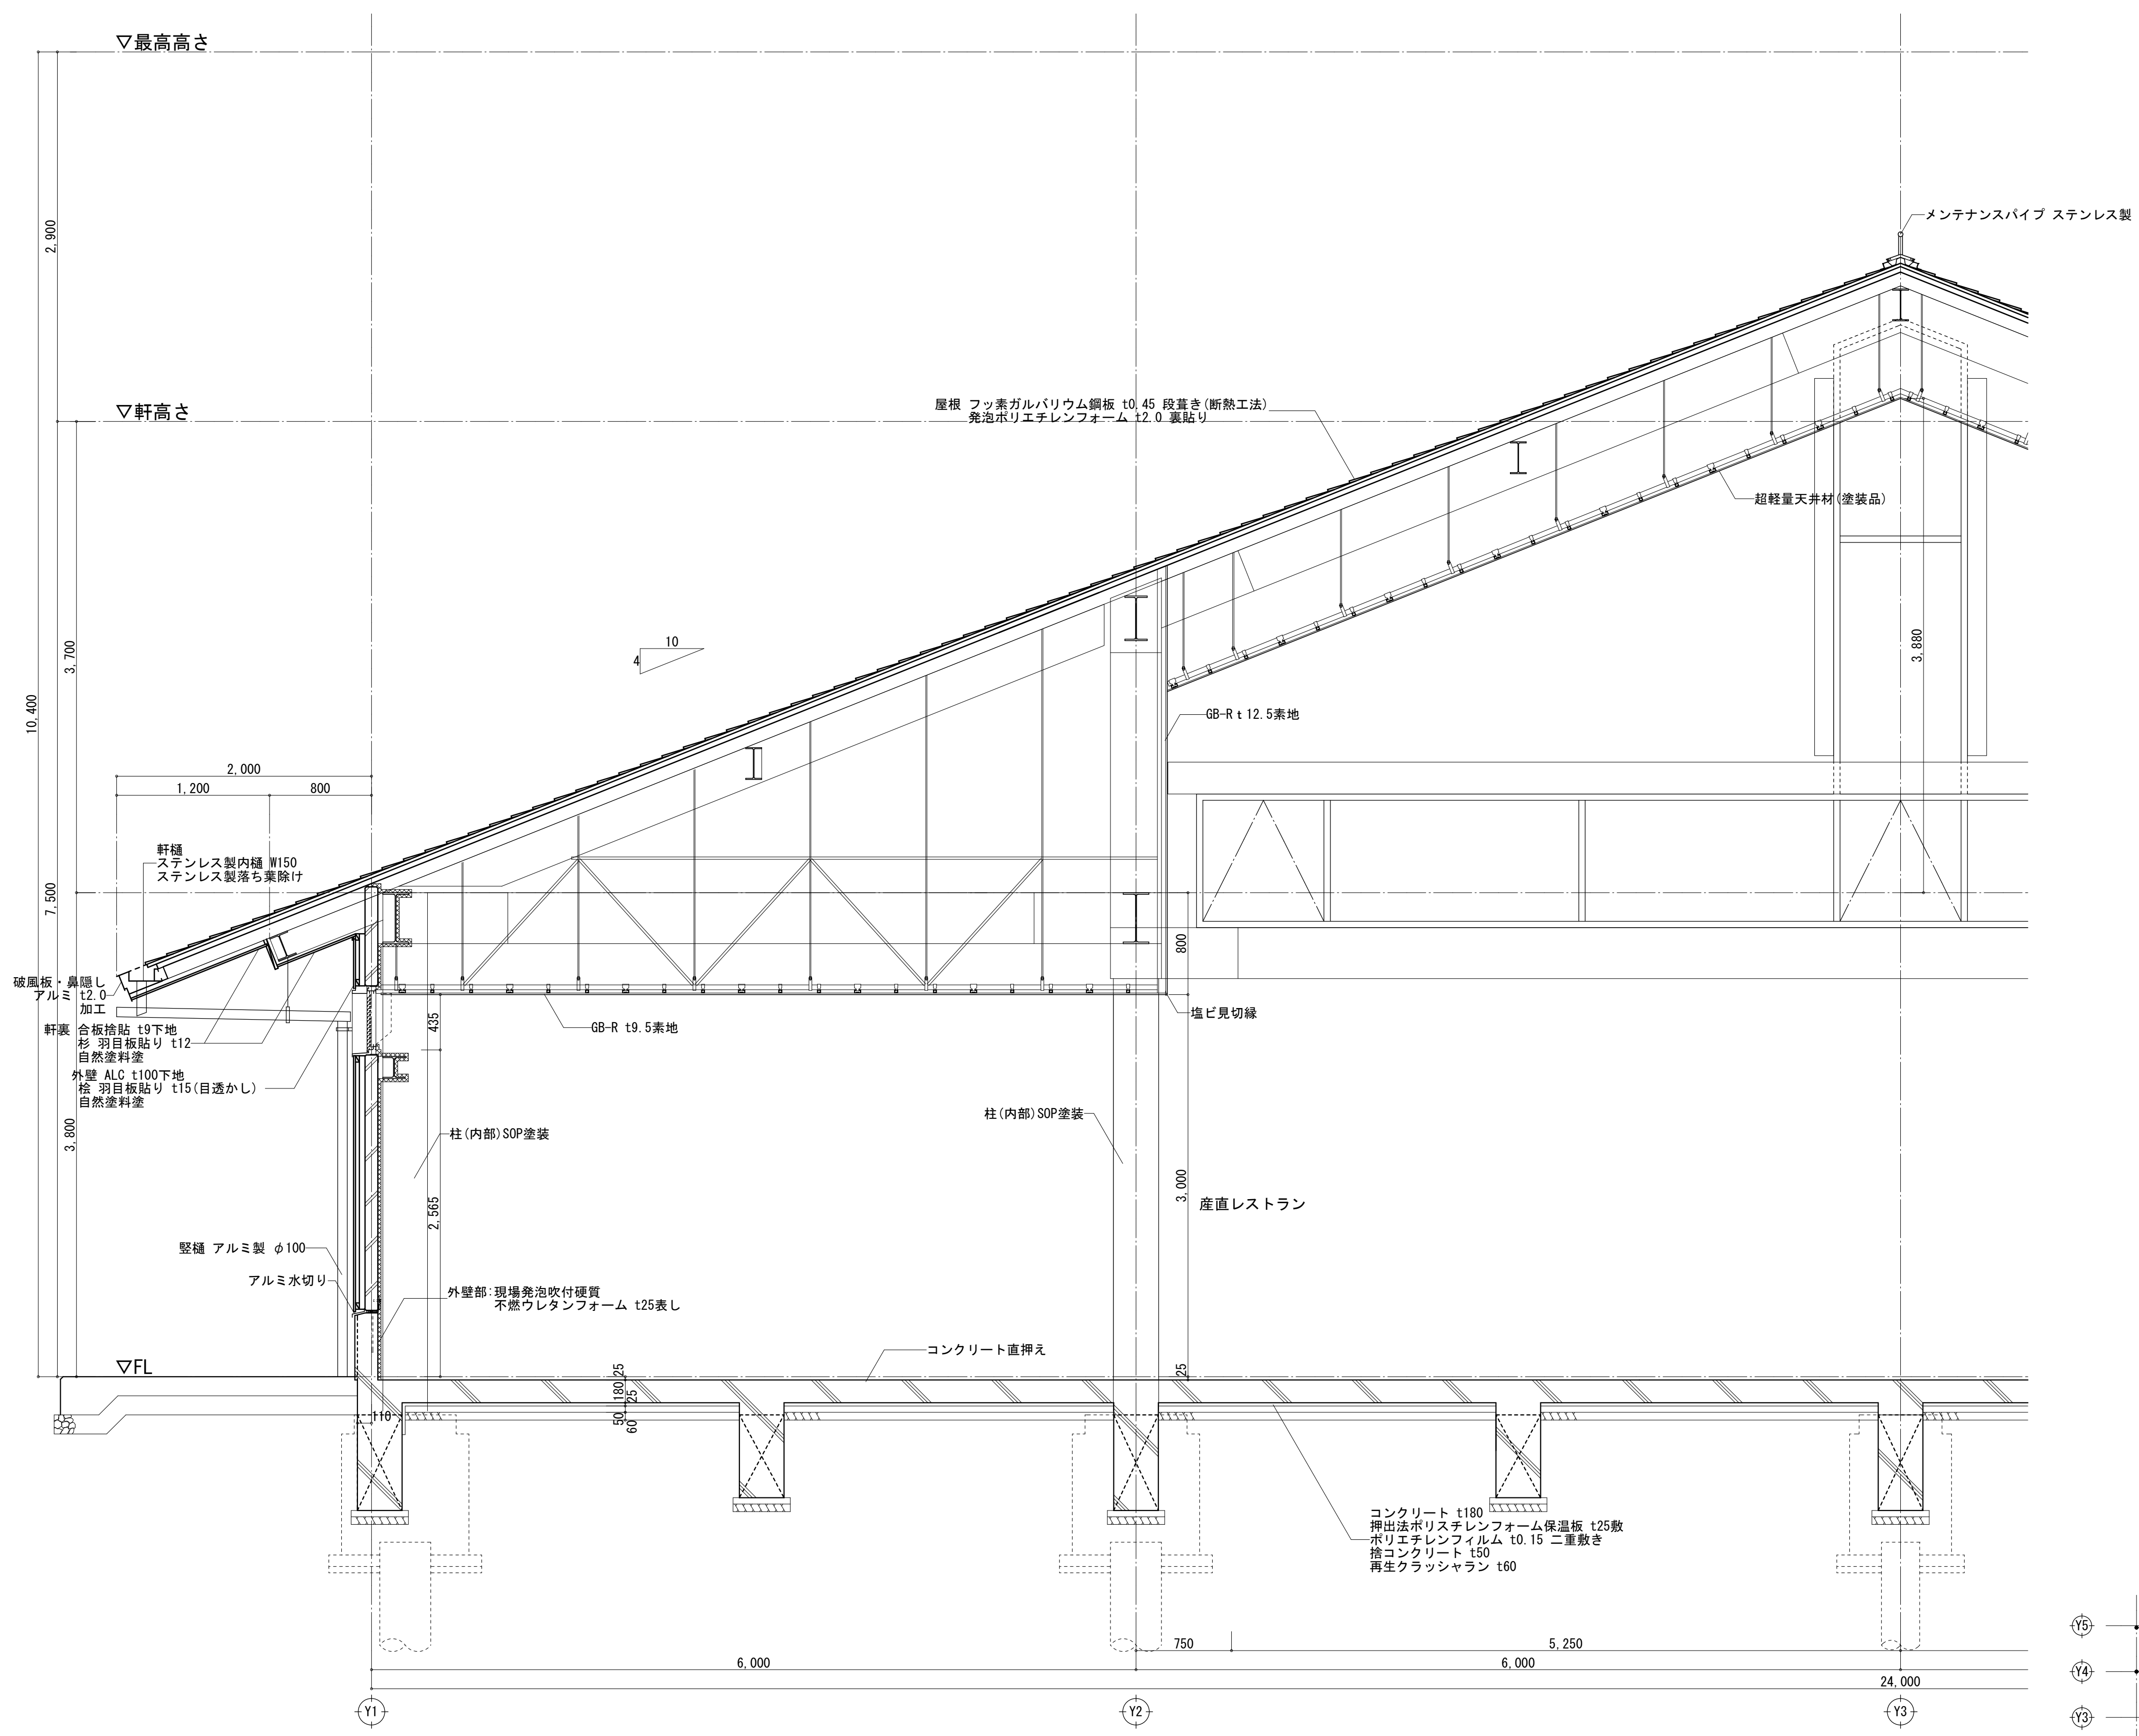 ▽最高高さ
2,900
メンテナンスパイプ ステンレス製
▽軒高さ
屋根 フッ素ガルバリウム鋼板 t0.45 段葺き(断熱工法)
発泡ポリエチレンフォーム t2.0 裏貼り
超軽量天井材(塗装品)
10
4
3,700
10,400
7,500
3,880
GB-R t 12.5素地
2,000
1,200
800
軒樋
ステンレス製内樋 W150
ステンレス製落ち葉除け
破風板・鼻隠し
アルミ t2.0
加工
軒裏 合板捨貼 t9下地
杉 羽目板貼り t12
自然塗料塗
外壁 ALC t100下地
桧 羽目板貼り t15(目透かし)
自然塗料塗
800
435
GB-R t9.5素地
塩ビ見切縁
3,800
柱(内部)SOP塗装
柱(内部)SOP塗装
2,565
3,000
産直レストラン
竪樋 アルミ製 φ100
アルミ水切り
外壁部:現場発泡吹付硬質
不燃ウレタンフォーム t25表し
コンクリート直押え
▽FL
25
180
25
50
60
25
110
コンクリート t180
押出法ポリスチレンフォーム保温板 t25敷
ポリエチレンフィルム t0.15 二重敷き
捨コンクリート t50
再生クラッシャラン t60
750
5,250
6,000
6,000
24,000
Y1
Y2
Y3
Y5
Y4
Y3